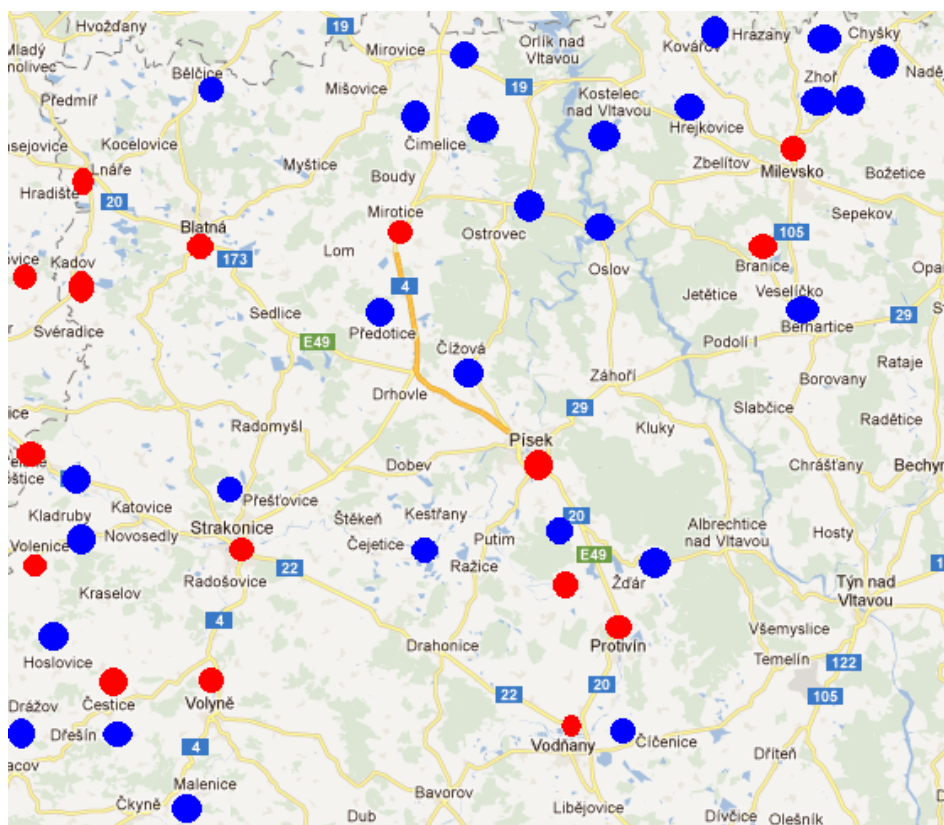 Hvožďany
19
Mirovice
Orlík nad
Vltavou
Kovářov
Hrazany
Chyšky
Mladý
Smolivec
Bělčice
Mišovice
19
Zhoř
Předmíř
Kostelec
nad Vltavou
Kocelovice
Čimelice
Hrejkovice
Lnáře
Myštice
Zbelítov
Milevsko
Boudy
Božetice
Hradiště
20
Mirotice
Sepekov
Blatná
Ostrovec
105
173
Lom
Branice
Kadov
4
Oslov
Jetětice
Veselíčko
Svéradice
Sedlice
Předotice
29
Bernartice
E49
Čížová
Podolí I
Záhoří
Rataje
Drhovle
Borovany
29
Slabčice
Radětice
Radomyšl
Písek
Kluky
Dobev
Chrášťany
Přešťovice
Katovice
Kestřany
20
Kladruby
Štěkeň
Albrechtice
nad Vltavou
Novosedly
Strakonice
Putim
Hosty
Volenice
Čejetice
E49
22
Ražice
Žďár
Radošovice
Týn nad
Vltavou
Kraselov
4
Všemyslice
Drahonice
Protivín
Hoslovice
Temelín
122
20
22
105
Čestice
Volyně
Drážov
Dřešín
4
Vodňany
Číčenice
Dříteň
Malenice
Bavorov
Čkyně
Libějovice
Dub
Dívčice
Olešník